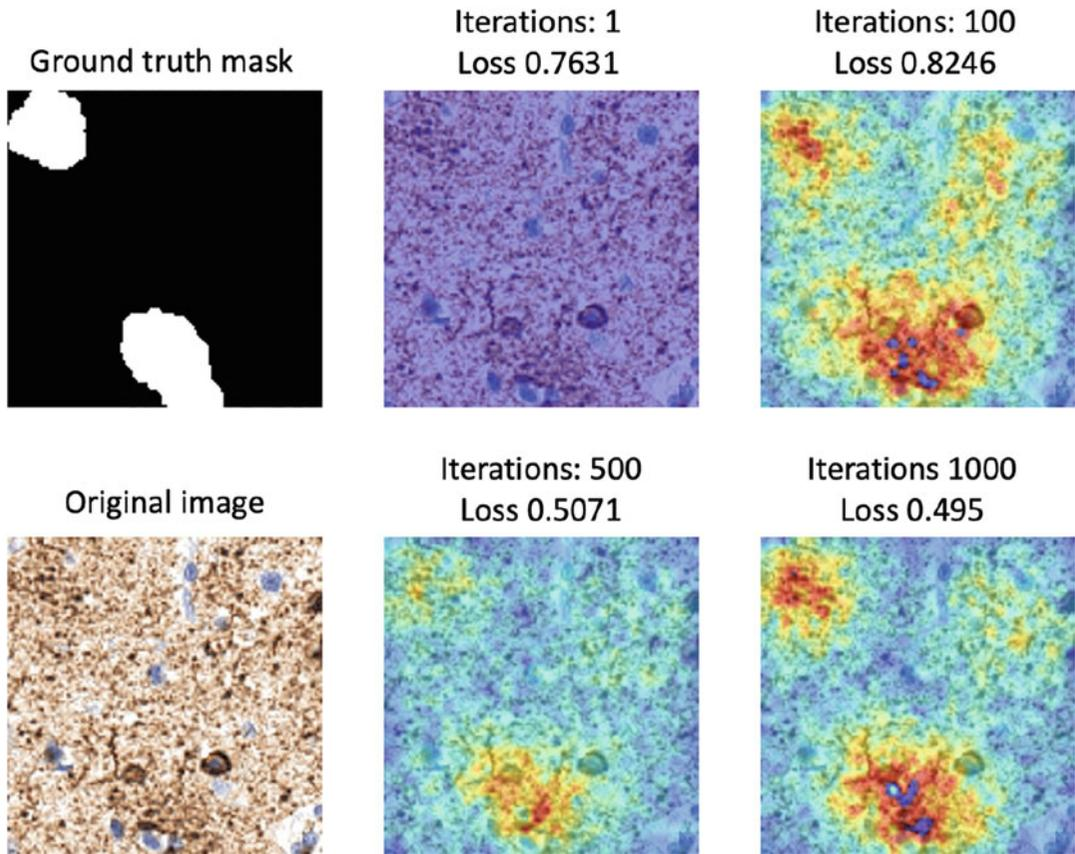 Ground truth mask
Iterations: 1
Loss 0.7631
Iterations: 100
Loss 0.8246
Original image
Iterations: 500
Loss 0.5071
Iterations 1000
Loss 0.495